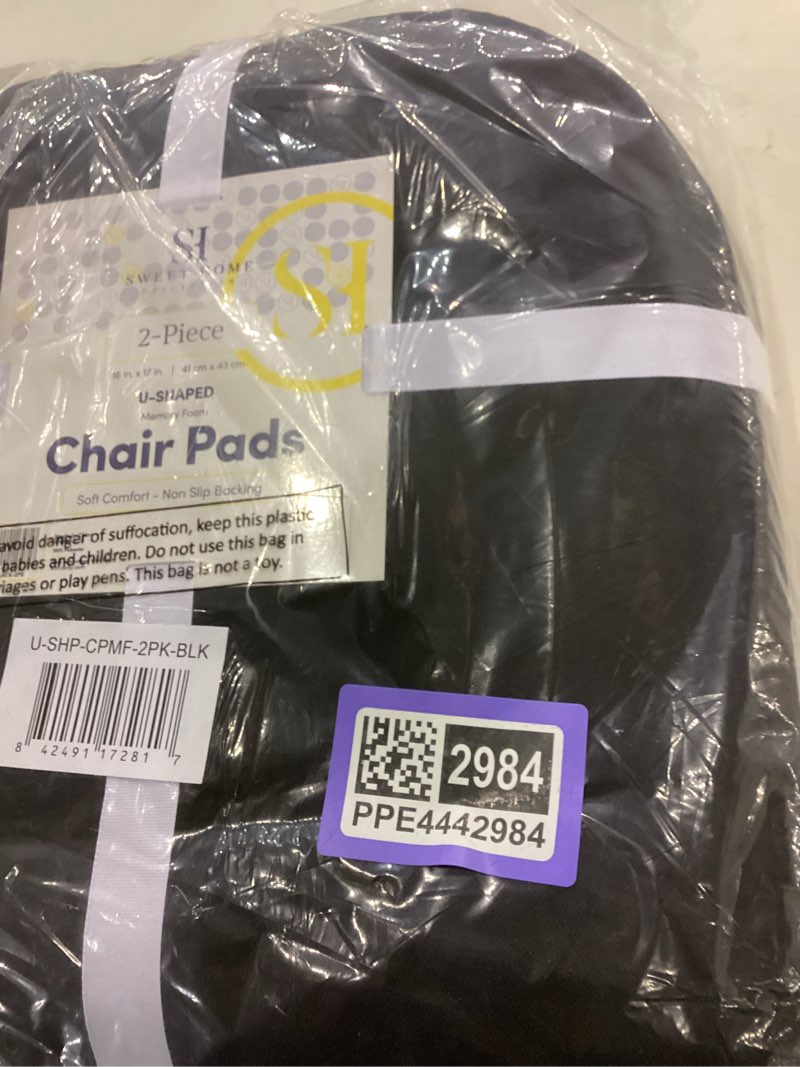 SH
SWEET HOME
SH
2-Piece
16 in. x 17 in. | 41 cm x 43 cm
U-SHAPED
Memory Foam
Chair Pads
Soft Comfort - Non Slip Backing
avoid danger of suffocation, keep this plastic
babies and children. Do not use this bag in
iages or play pens. This bag is not a toy.
U-SHP-CPMF-2PK-BLK
8 42491 17281 7
2984
PPE4442984